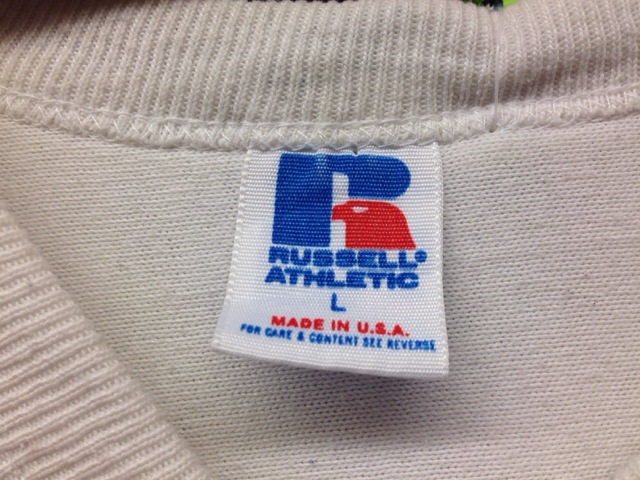 RUSSELL®
ATHLETIC
L
MADE IN U.S.A.
FOR CARE & CONTENT SEE REVERSE